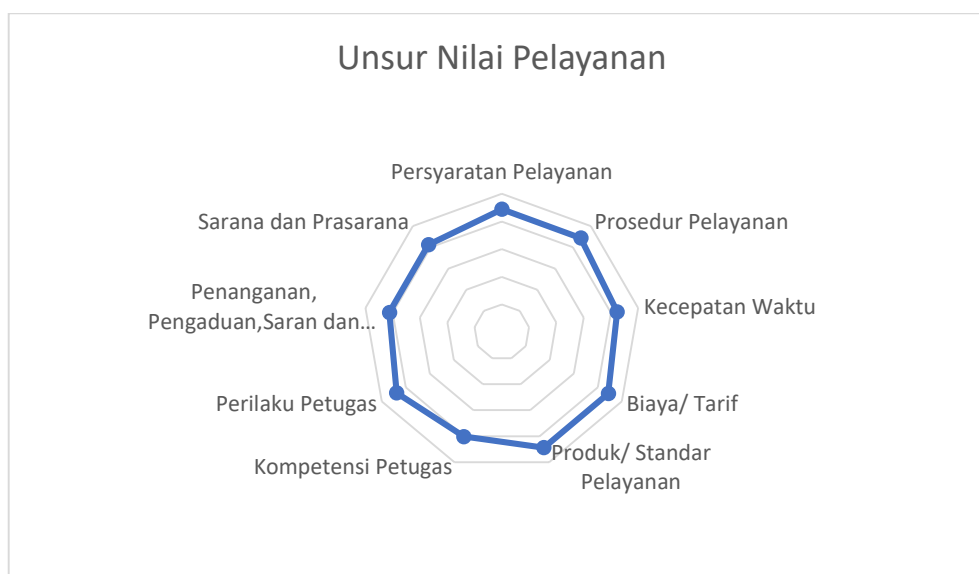 Unsur Nilai Pelayanan
Persyaratan Pelayanan
Prosedur Pelayanan
Kecepatan Waktu
Biaya/ Tarif
Produk/ Standar
Pelayanan
Kompetensi Petugas
Perilaku Petugas
Penanganan,
Pengaduan,Saran dan...
Sarana dan Prasarana